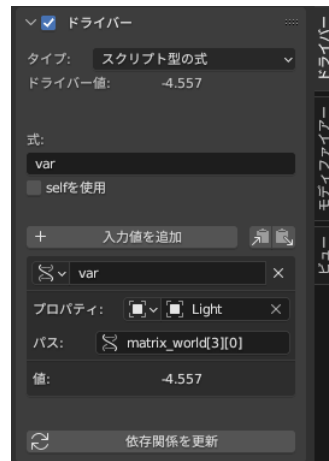 ドライバー
タイプ: スクリプト型の式
ドライバー値: -4.557
式:
var
selfを使用
+ 入力値を追加
var
プロパティ: Light
パス: matrix_world[3][0]
値: -4.557
依存関係を更新
ドライバー
モディファイアー
ビュー